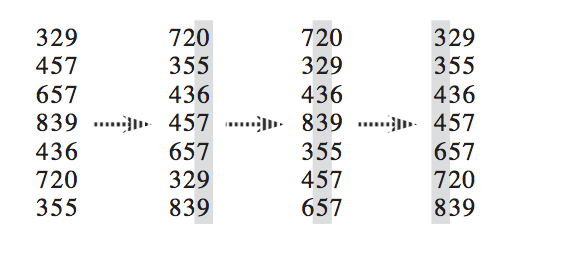 329 720 720 329
457 355 329 355
657 436 436 436
839 457 839 457
436 657 355 657
720 329 457 720
355 839 657 839